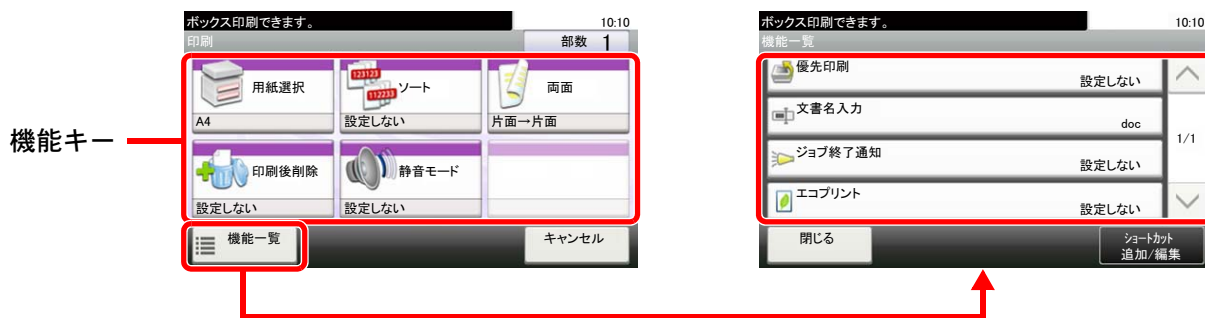 機能キー
ボックス印刷できます。 10:10
印刷 部数 1
用紙選択
A4
123123
112233
ソート
設定しない
両面
片面→片面
印刷後削除
設定しない
静音モード
設定しない
機能一覧
キャンセル
ボックス印刷できます。 10:10
機能一覧
優先印刷
設定しない
文書名入力
doc
ジョブ終了通知
設定しない
エコプリント
設定しない
1/1
閉じる
ショートカット
追加/編集